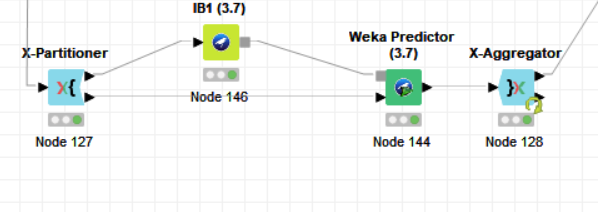 IB1 (3.7)
X-Partitioner
Weka Predictor
(3.7)
X-Aggregator
X{
}X
Node 146
Node 127
Node 144
Node 128